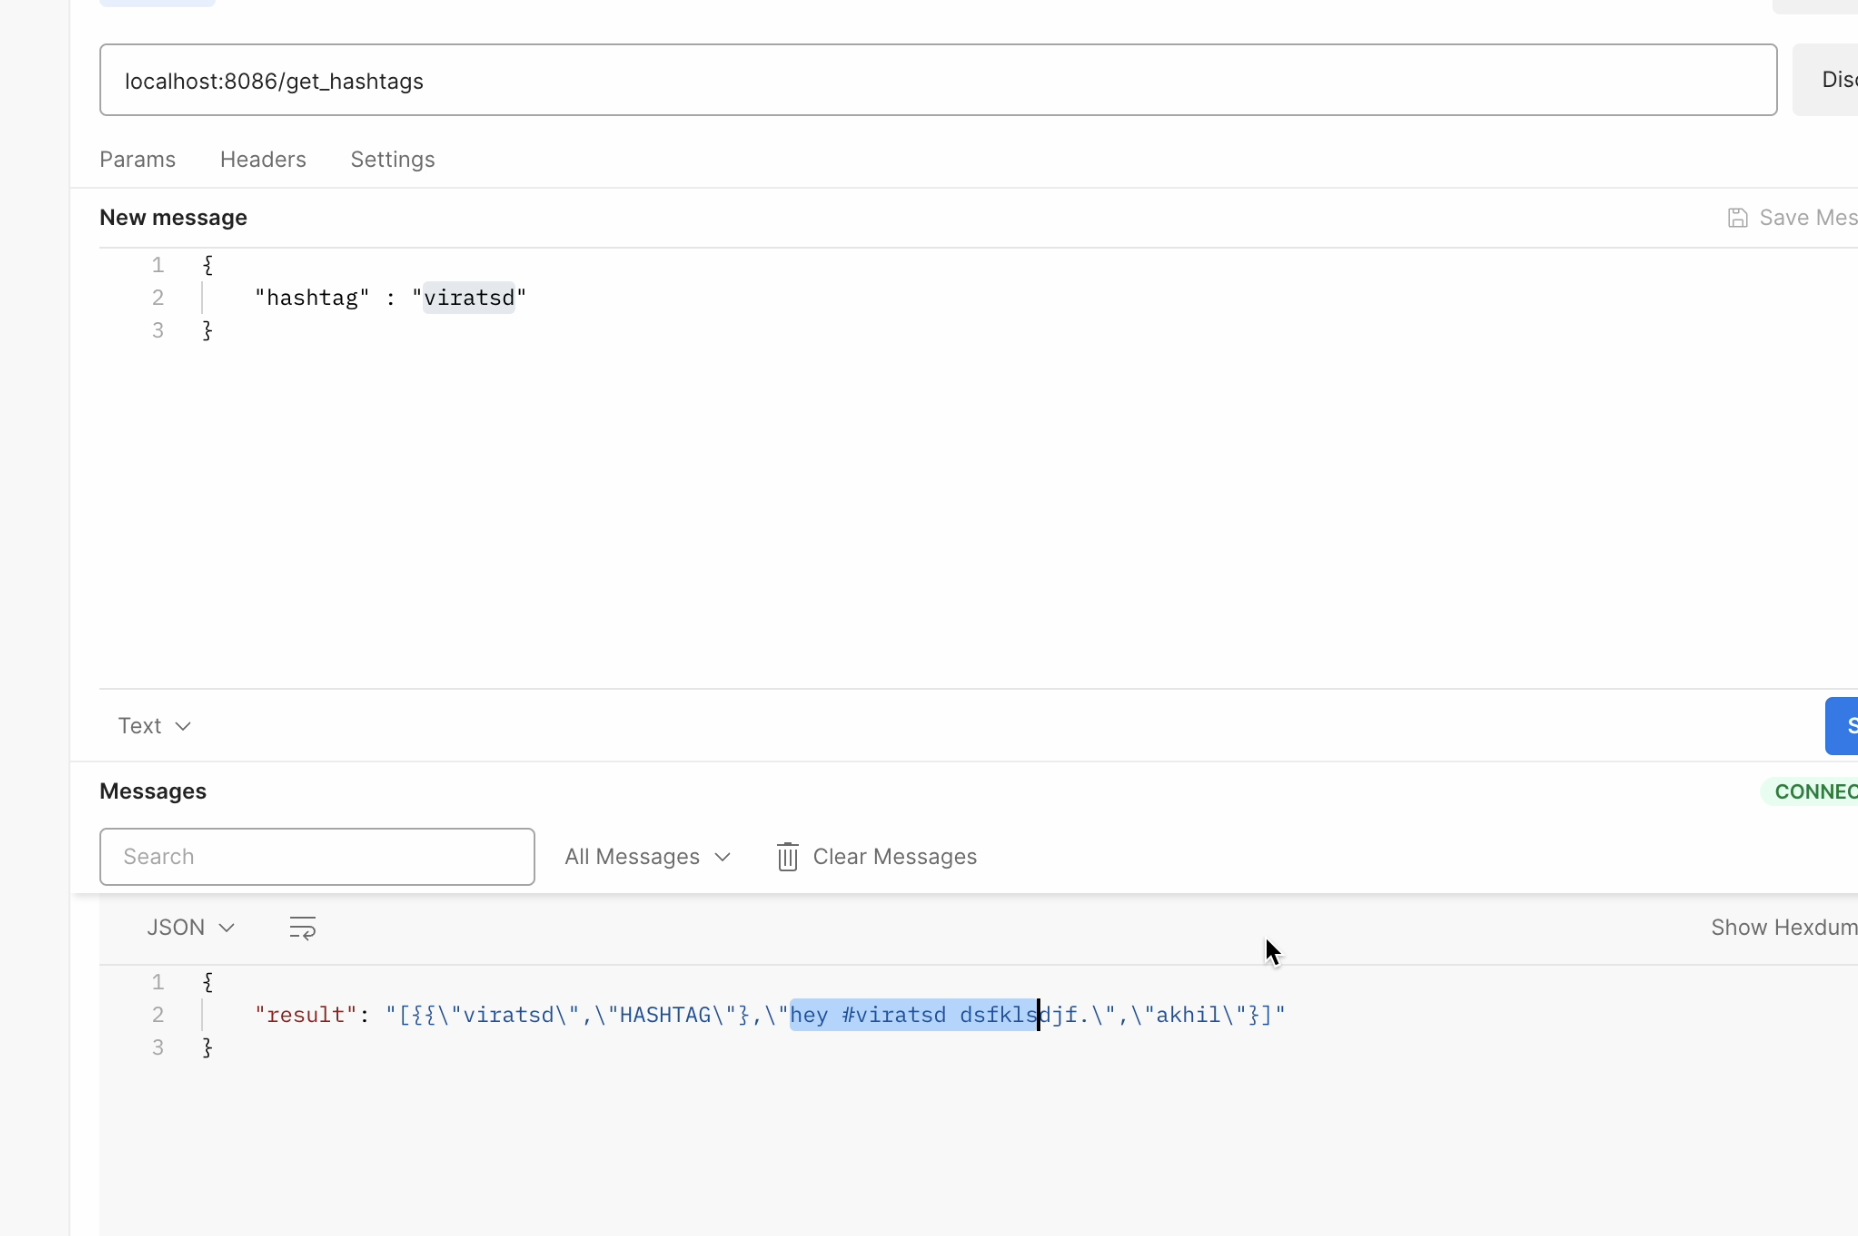 localhost:8086/get_hashtags
Params Headers Settings
New message
Save Mes
1 {
2 "hashtag" : "viratsd"
3 }
Text
Messages
CONNEC
Search All Messages Clear Messages
JSON Show Hexdum
1 {
2 "result": "[{{\"viratsd\",\"HASHTAG\"},\"hey #viratsd dsfklsdjf.\",\"akhil\"}]"
3 }